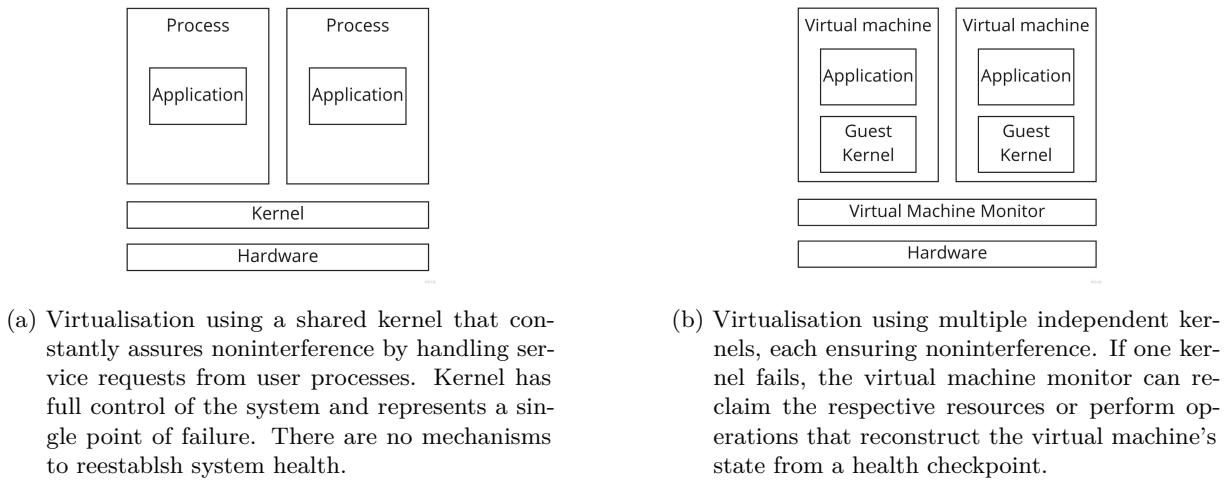 Process
Process
Application
Application
Kernel
Hardware
(a) Virtualisation using a shared kernel that con-
stantly assures noninterference by handling ser-
vice requests from user processes. Kernel has
full control of the system and represents a sin-
gle point of failure. There are no mechanisms
to reestablsh system health.
Virtual machine
Virtual machine
Application
Application
Guest
Kernel
Guest
Kernel
Virtual Machine Monitor
Hardware
(b) Virtualisation using multiple independent ker-
nels, each ensuring noninterference. If one ker-
nel fails, the virtual machine monitor can re-
claim the respective resources or perform op-
erations that reconstruct the virtual machine's
state from a health checkpoint.